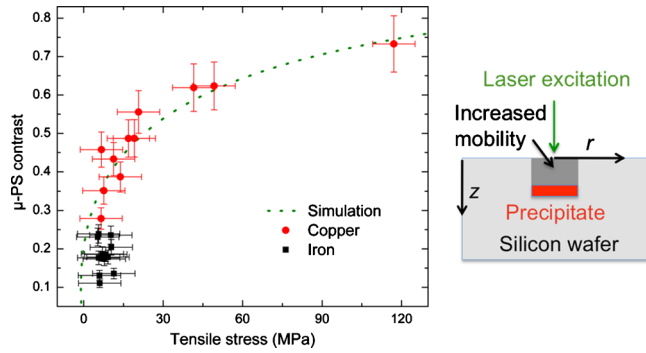 0.8
0.7
0.6
0.5
0.4
0.3
0.2
0.1
μ-PS contrast
0
30
60
90
120
Tensile stress (MPa)
Simulation
Copper
Iron
Laser excitation
Increased
mobility
r
z
Precipitate
Silicon wafer